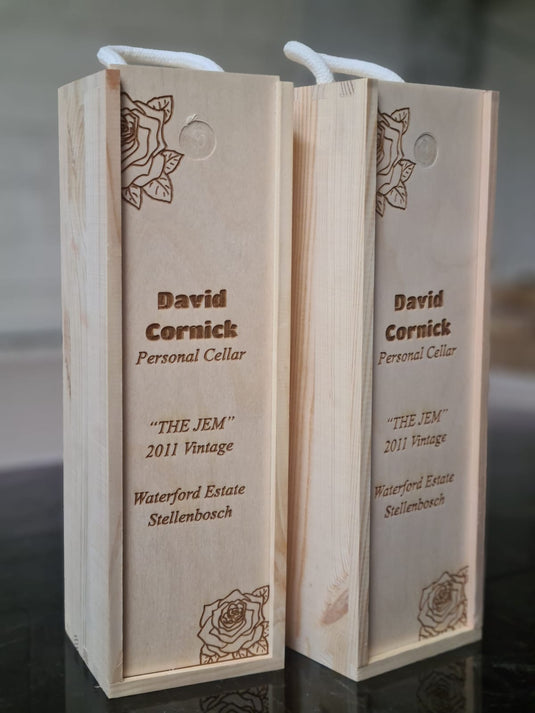 David
Cornick
Personal Cellar
“THE JEM”
2011 Vintage
Waterford Estate
Stellenbosch
David
Cornick
Personal Cellar
“THE JEM”
2011 Vintage
Waterford Estate
Stellenbosch